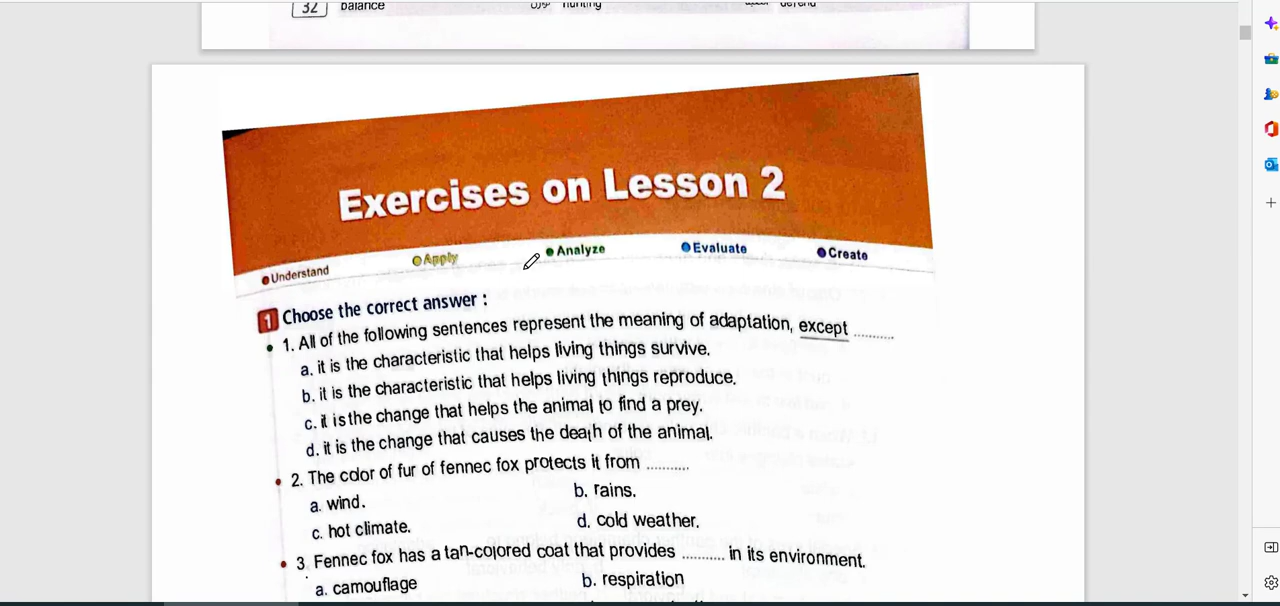 32 balance hunting defend
Exercises on Lesson 2
Understand Apply Analyze Evaluate Create
1 Choose the correct answer :
1. All of the following sentences represent the meaning of adaptation, except ..........
a. it is the characteristic that helps living things survive.
b. it is the characteristic that helps living things reproduce.
c. it is the change that helps the animal to find a prey.
d. it is the change that causes the death of the animal.
2. The color of fur of fennec fox protects it from ..........
a. wind. b. rains.
c. hot climate. d. cold weather.
3. Fennec fox has a tan-colored coat that provides .......... in its environment.
a. camouflage b. respiration